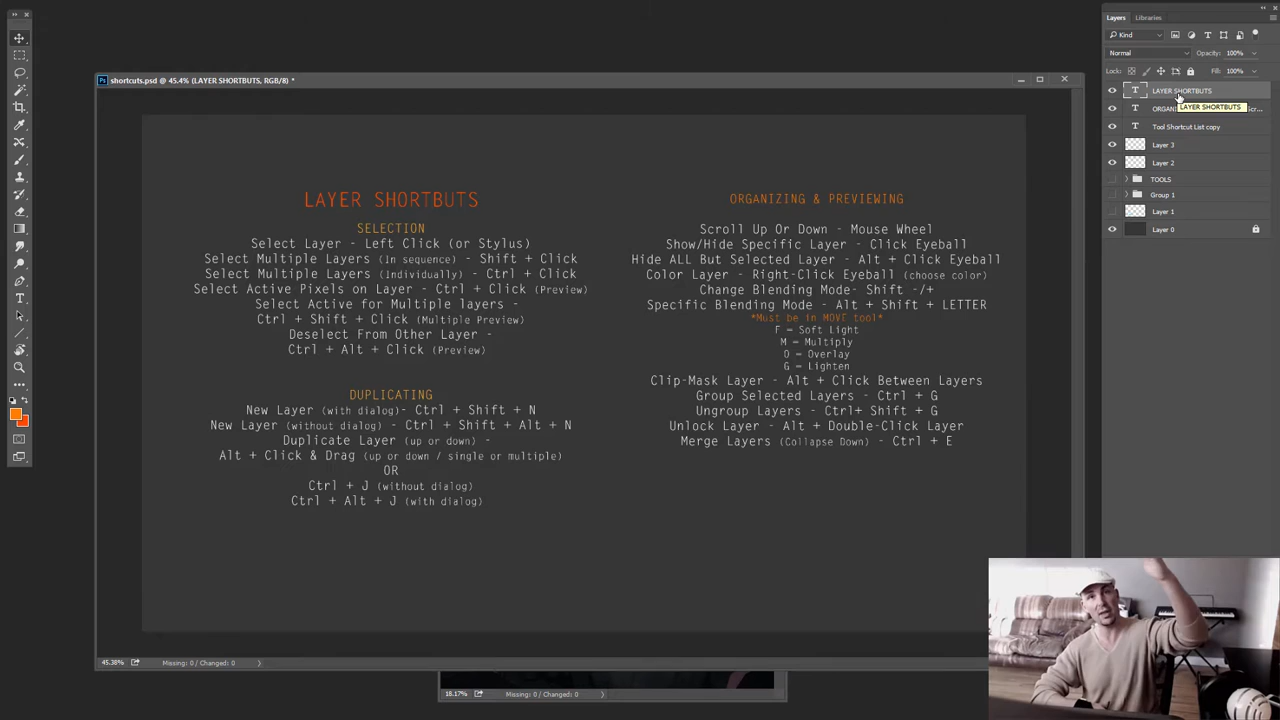 shortcuts.psd @ 45.4% (LAYER SHORTBUTS, RGB/8) *
LAYER SHORTBUTS
SELECTION
Select Layer - Left Click (or Stylus)
Select Multiple Layers (In sequence) - Shift + Click
Select Multiple Layers (Individually) - Ctrl + Click
Select Active Pixels on Layer - Ctrl + Click (Preview)
Select Active for Multiple layers -
Ctrl + Shift + Click (Multiple Preview)
Deselect From Other Layer -
Ctrl + Alt + Click (Preview)
DUPLICATING
New Layer (with dialog)- Ctrl + Shift + N
New Layer (without dialog) - Ctrl + Shift + Alt + N
Duplicate Layer (up or down) -
Alt + Click & Drag (up or down / single or multiple)
OR
Ctrl + J (without dialog)
Ctrl + Alt + J (with dialog)
ORGANIZING & PREVIEWING
Scroll Up Or Down - Mouse Wheel
Show/Hide Specific Layer - Click Eyeball
Hide ALL But Selected Layer - Alt + Click Eyeball
Color Layer - Right-Click Eyeball (choose color)
Change Blending Mode- Shift -/+
Specific Blending Mode - Alt + Shift + LETTER
*Must be in MOVE tool*
F = Soft Light
M = Multiply
O = Overlay
G = Lighten
Clip-Mask Layer - Alt + Click Between Layers
Group Selected Layers - Ctrl + G
Ungroup Layers - Ctrl+ Shift + G
Unlock Layer - Alt + Double-Click Layer
Merge Layers (Collapse Down) - Ctrl + E
45.38% Missing: 0 / Changed: 0
18.17% Missing: 0 / Changed: 0
Layers Libraries
Kind
Normal Opacity: 100%
Lock: Fill: 100%
LAYER SHORTBUTS
LAYER SHORTBUTS
Tool Shortcut List copy
Layer 3
Layer 2
TOOLS
Group 1
Layer 1
Layer 0